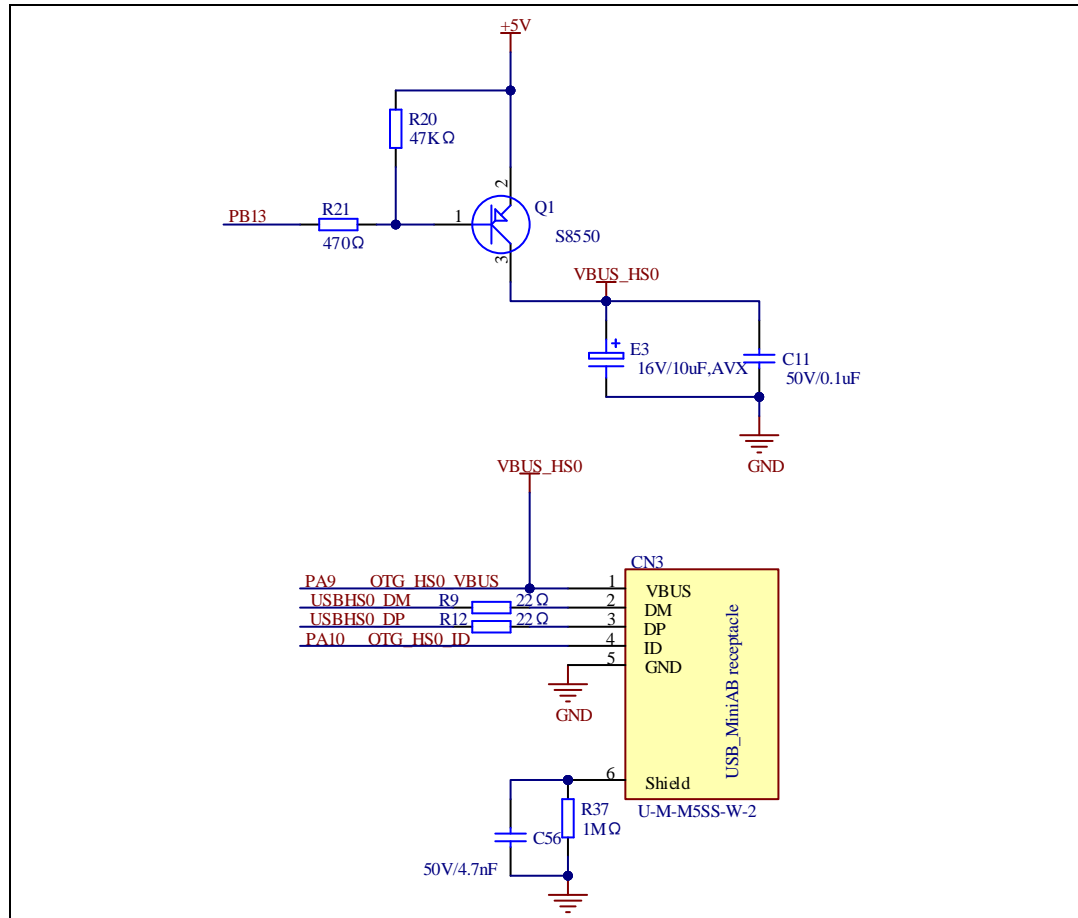 +5V
R20
47KΩ
2
Q1
PB13
R21
1
470Ω
S8550
3
VBUS_HS0
E3
16V/10uF,AVX
C11
50V/0.1uF
GND
VBUS_HS0
CN3
PA9 OTG_HS0_VBUS
1
VBUS
USBHS0_DM
R9
22Ω
2
DM
USBHS0_DP
R12
22Ω
3
DP
PA10 OTG_HS0_ID
4
ID
5
GND
GND
USB_MiniAB receptacle
6
Shield
U-M-M5SS-W-2
R37
1MΩ
C56
50V/4.7nF